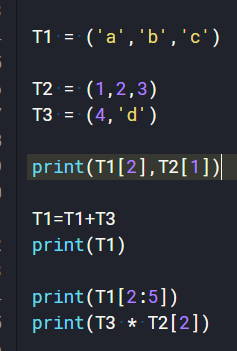 T1 = ('a','b','c')
T2 = (1,2,3)
T3 = (4,'d')
print(T1[2],T2[1])
T1=T1+T3
print(T1)
print(T1[2:5])
print(T3 * T2[2])